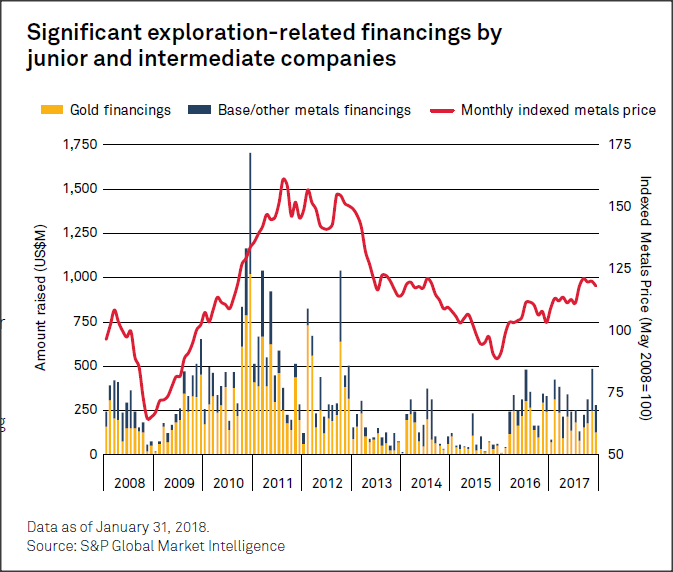 Significant exploration-related financings by
junior and intermediate companies
Gold financings
Base/other metals financings
Monthly indexed metals price
Amount raised (US$M)
1,750
1,500
1,250
1,000
750
500
250
0
175
150
125
100
75
50
Indexed Metals Price (May 2008=100)
2008
2009
2010
2011
2012
2013
2014
2015
2016
2017
Data as of January 31, 2018.
Source: S&P Global Market Intelligence